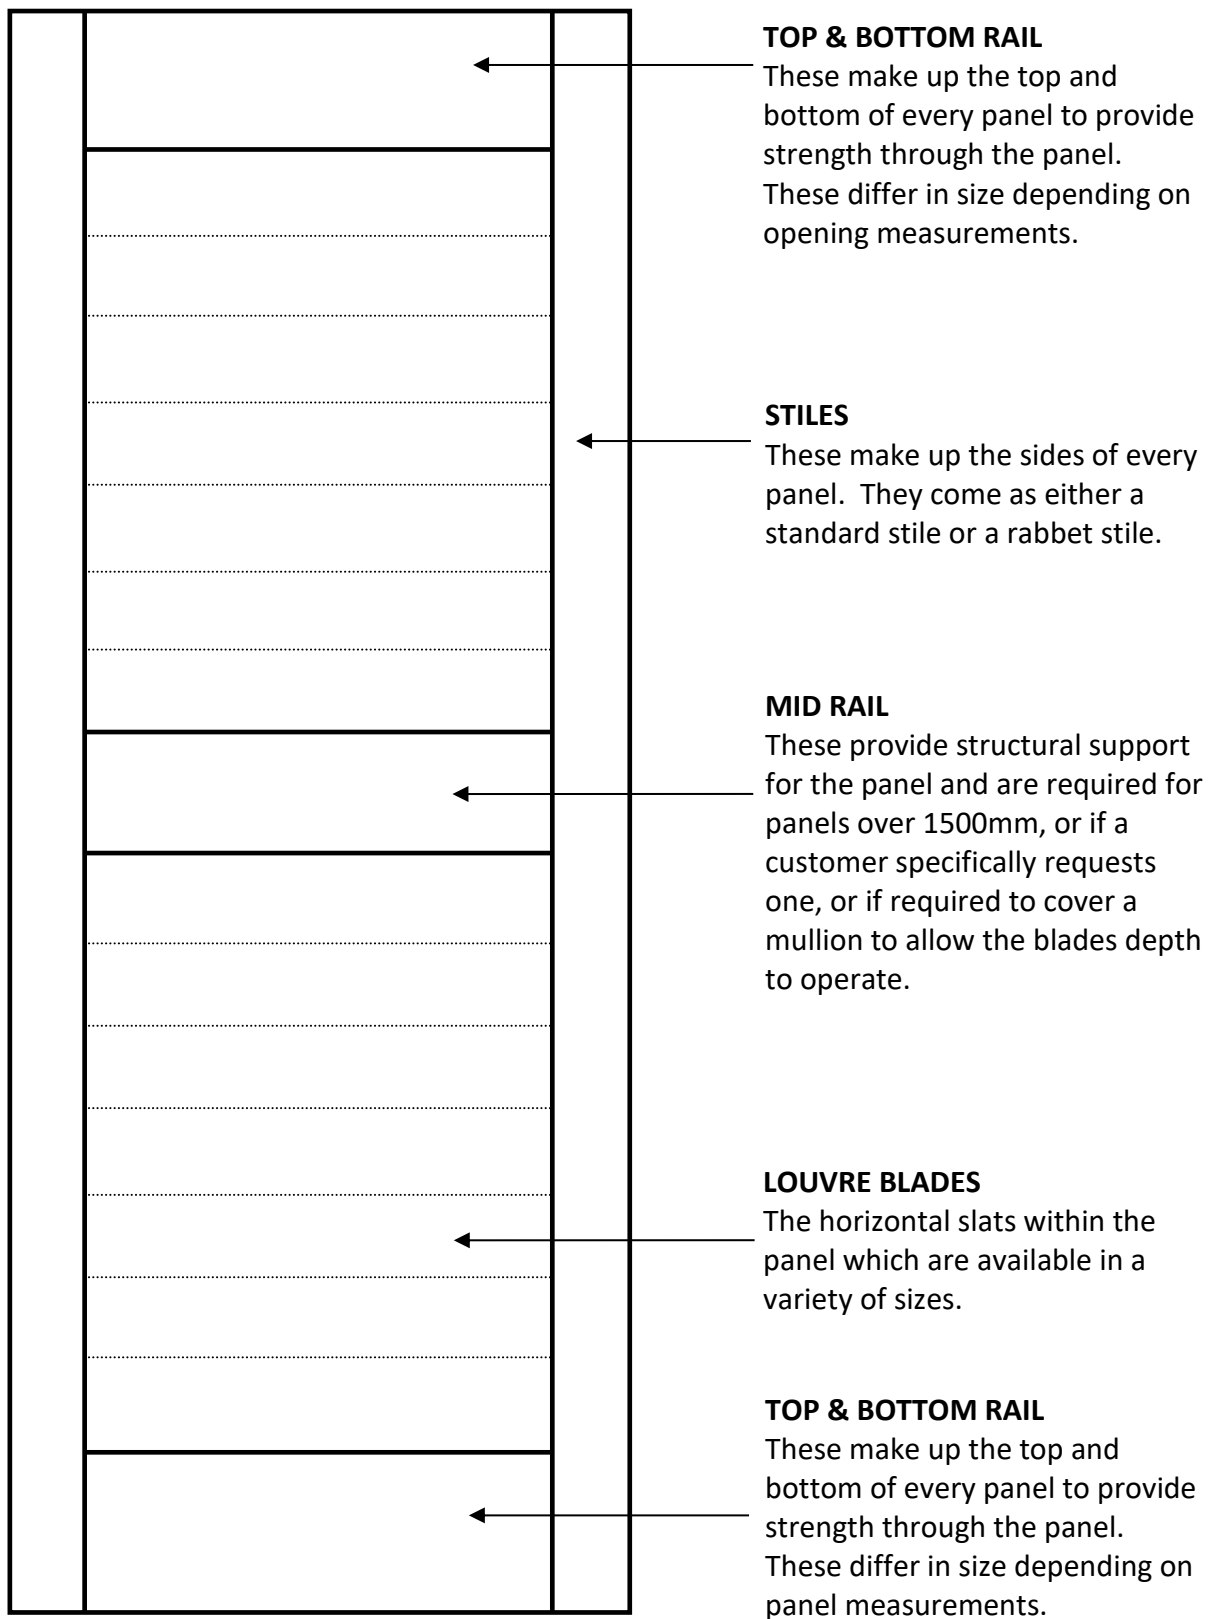 TOP & BOTTOM RAIL
These make up the top and
bottom of every panel to provide
strength through the panel.
These differ in size depending on
opening measurements.
STILES
These make up the sides of every
panel.  They come as either a
standard stile or a rabbet stile.
MID RAIL
These provide structural support
for the panel and are required for
panels over 1500mm, or if a
customer specifically requests
one, or if required to cover a
mullion to allow the blades depth
to operate.
LOUVRE BLADES
The horizontal slats within the
panel which are available in a
variety of sizes.
TOP & BOTTOM RAIL
These make up the top and
bottom of every panel to provide
strength through the panel.
These differ in size depending on
panel measurements.